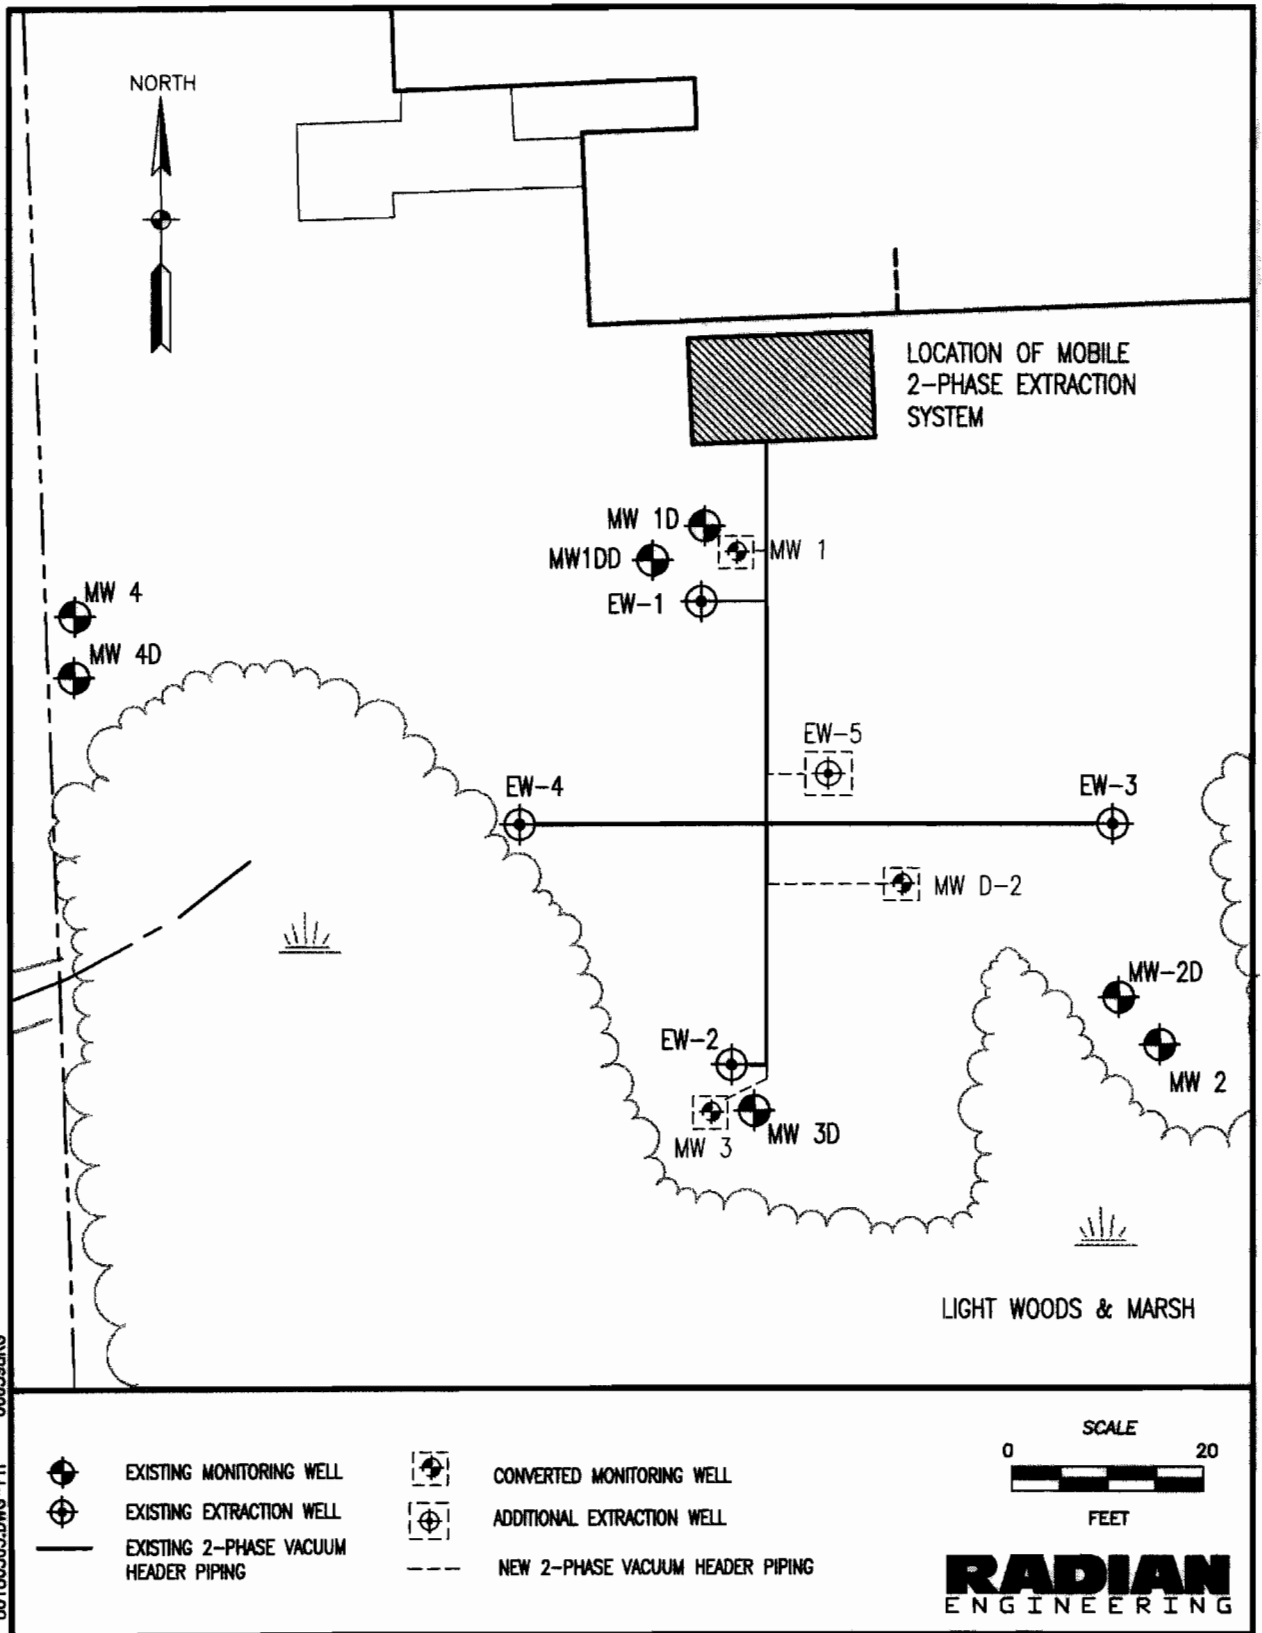 NORTH
LOCATION OF MOBILE
2-PHASE EXTRACTION
SYSTEM
MW 1D
MW 1
MW1DD
EW-1
MW 4
MW 4D
EW-5
EW-4
EW-3
MW D-2
MW-2D
EW-2
MW 2
MW 3D
MW 3
LIGHT WOODS & MARSH
SCALE
0 20
FEET
EXISTING MONITORING WELL
EXISTING EXTRACTION WELL
EXISTING 2-PHASE VACUUM
HEADER PIPING
CONVERTED MONITORING WELL
ADDITIONAL EXTRACTION WELL
NEW 2-PHASE VACUUM HEADER PIPING
RADIAN
ENGINEERING